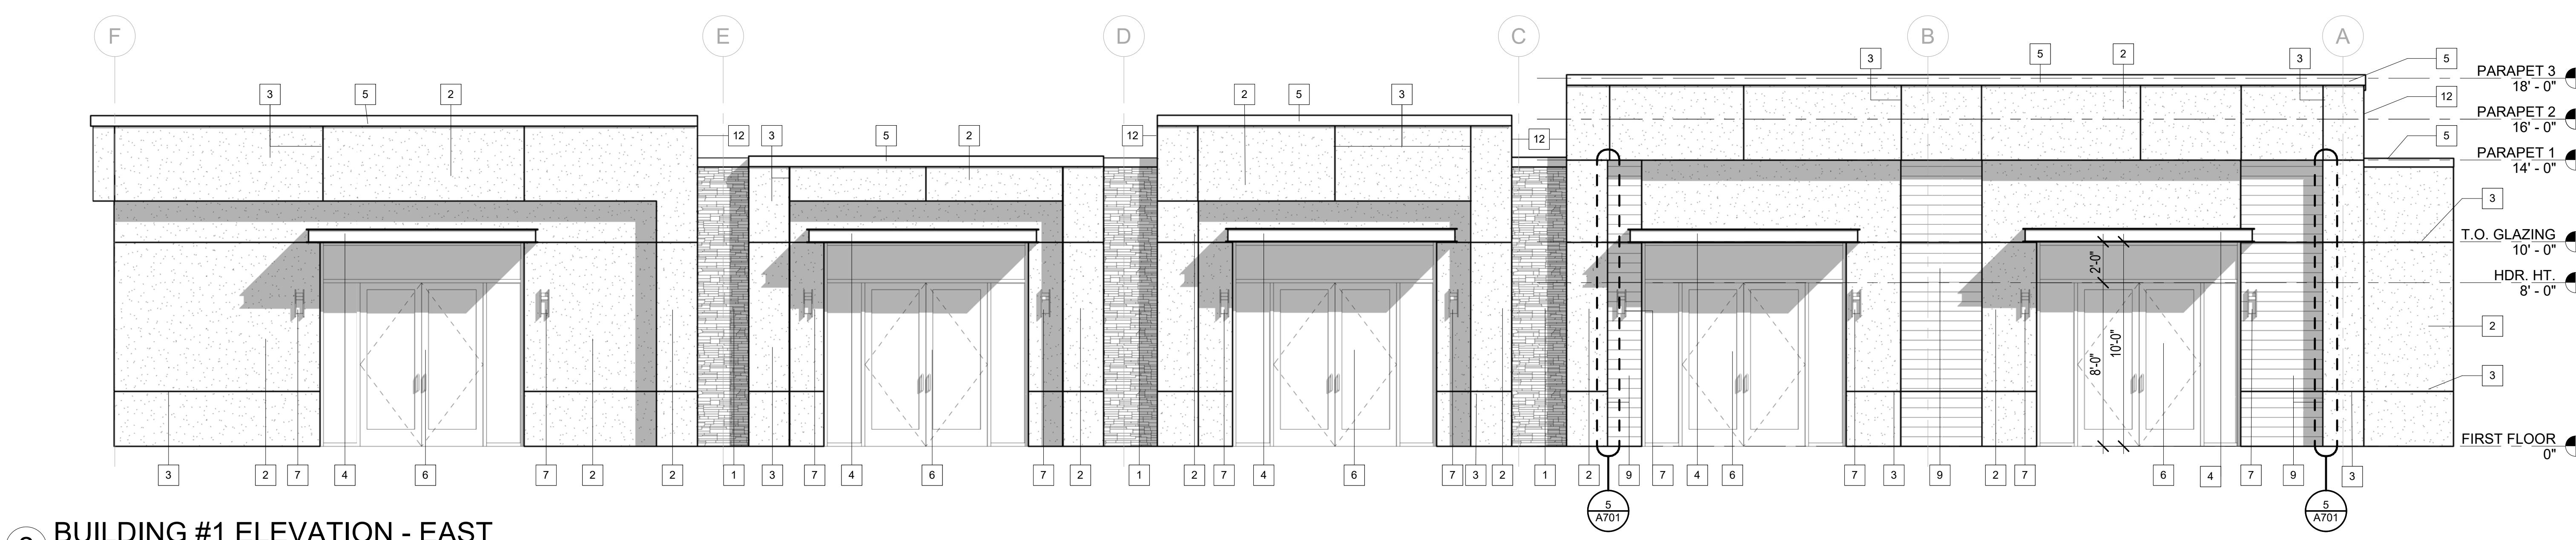 F E D C B A
3 5 2 5 PARAPET 3
18' - 0"
3 5 2 2 5 3 12
PARAPET 2
16' - 0"
12 3 5 2 12 12 5
PARAPET 1
14' - 0"
3
T.O. GLAZING
10' - 0"
2'-0"
HDR. HT.
8' - 0"
2
8'-0" 10'-0"
3
FIRST FLOOR
0"
3 2 7 4 6 7 2 2 1 3 7 4 6 7 2 1 2 7 4 6 7 3 2 1 2 9 7 4 6 7 3 9 2 7 6 4 7 9 3
5
A701
5
A701
BUILDING #1 ELEVATION - EAST